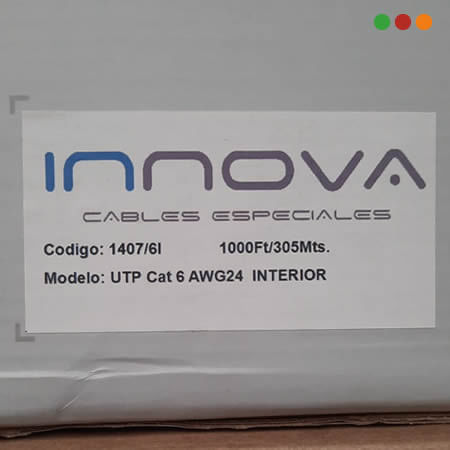 INNOVA
CABLES ESPECIALES
Codigo: 1407/6I 1000Ft/305Mts.
Modelo: UTP Cat 6 AWG24 INTERIOR